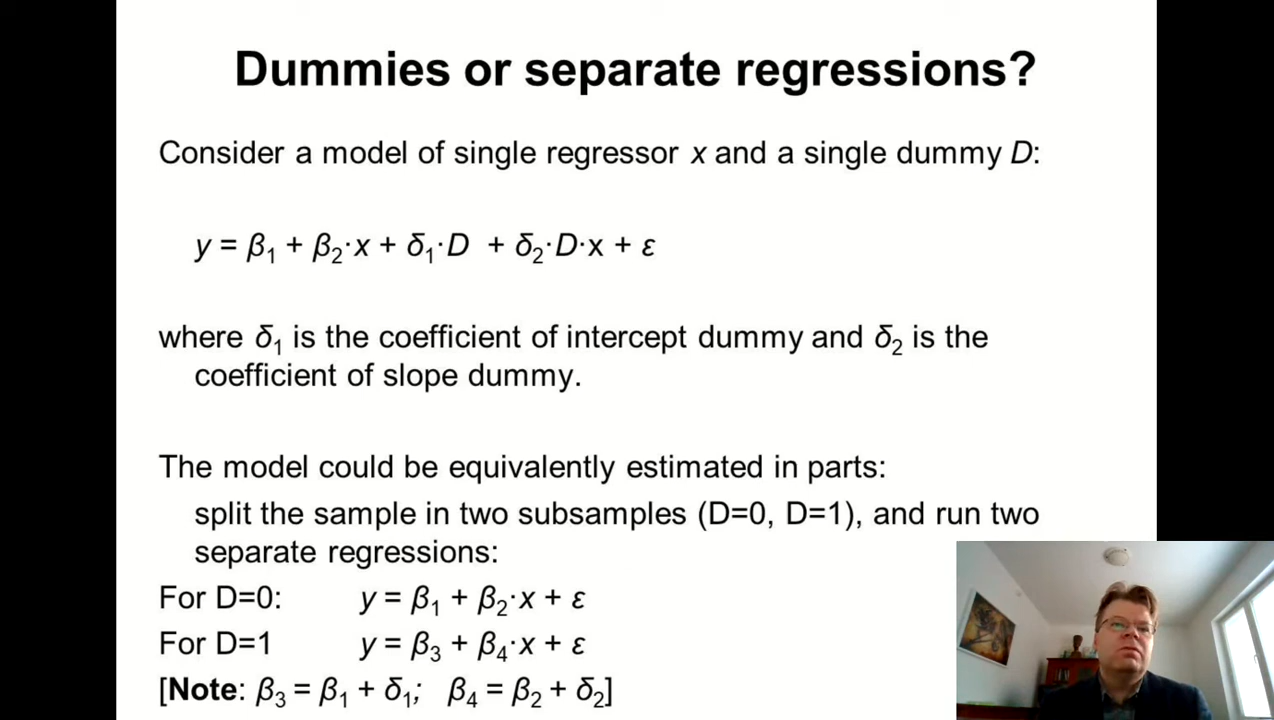 Dummies or separate regressions?
Consider a model of single regressor x and a single dummy D:
y = β₁ + β₂·x + δ₁·D + δ₂·D·x + ε
where δ₁ is the coefficient of intercept dummy and δ₂ is the
coefficient of slope dummy.
The model could be equivalently estimated in parts:
split the sample in two subsamples (D=0, D=1), and run two
separate regressions:
For D=0: y = β₁ + β₂·x + ε
For D=1 y = β₃ + β₄·x + ε
[Note: β₃ = β₁ + δ₁; β₄ = β₂ + δ₂]